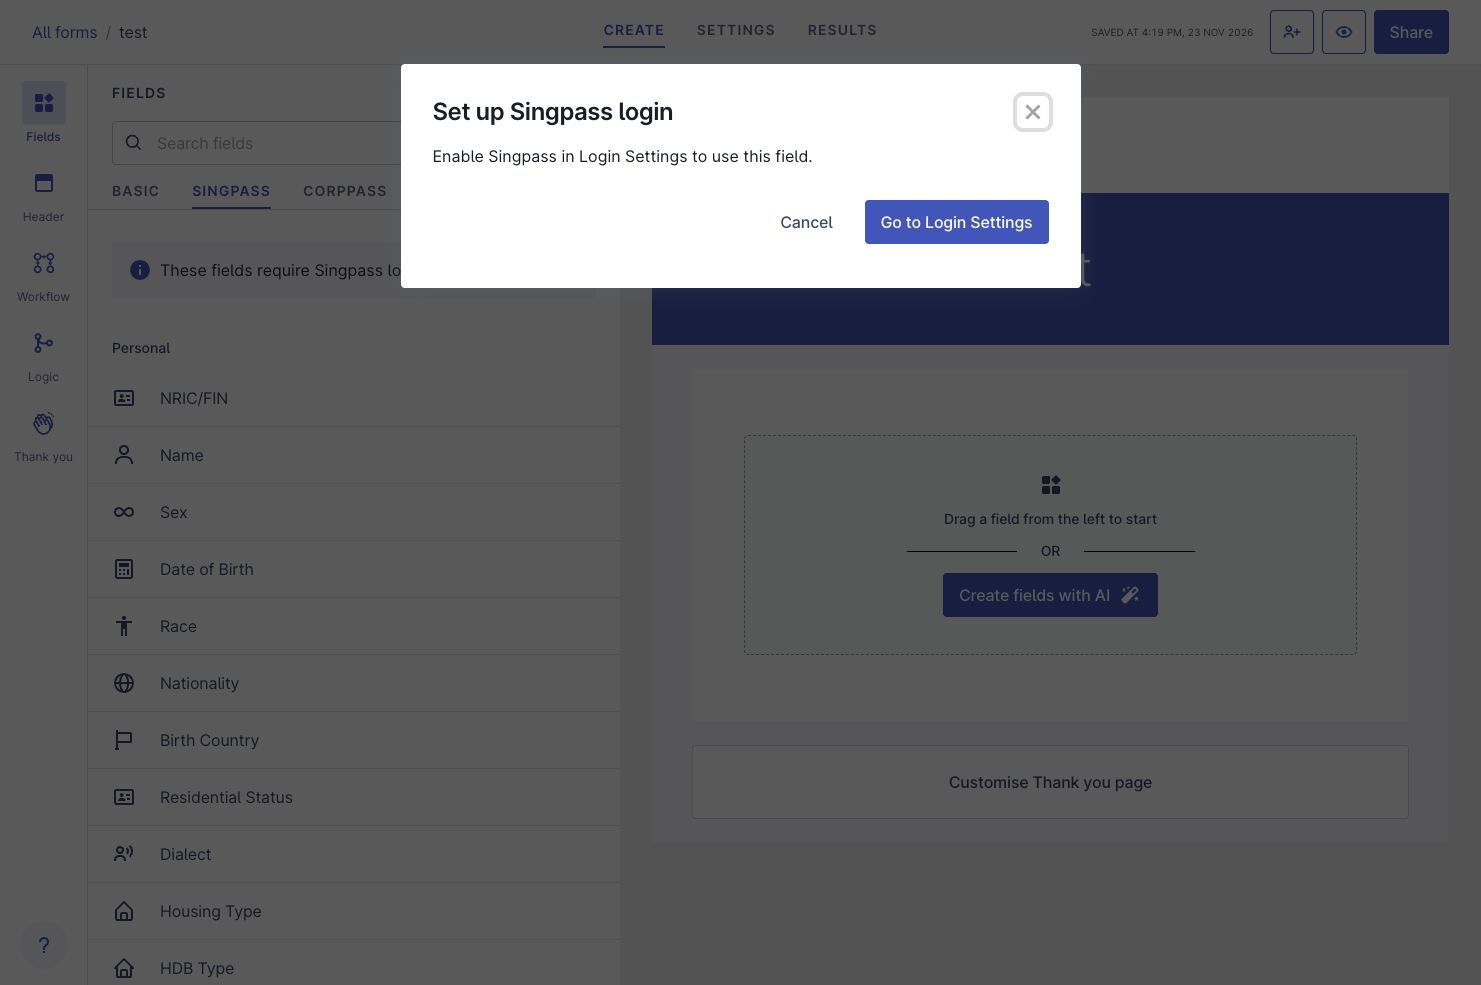 All forms / test
CREATE
SETTINGS
RESULTS
SAVED AT 4:19 PM, 23 NOV 2026
Share
Fields
Header
Workflow
Logic
Thank you
?
FIELDS
Search fields
BASIC
SINGPASS
CORPPASS
These fields require Singpass
Personal
NRIC/FIN
Name
Sex
Date of Birth
Race
Nationality
Birth Country
Residential Status
Dialect
Housing Type
HDB Type
Set up Singpass login
Enable Singpass in Login Settings to use this field.
Cancel
Go to Login Settings
Drag a field from the left to start
OR
Create fields with AI
Customise Thank you page